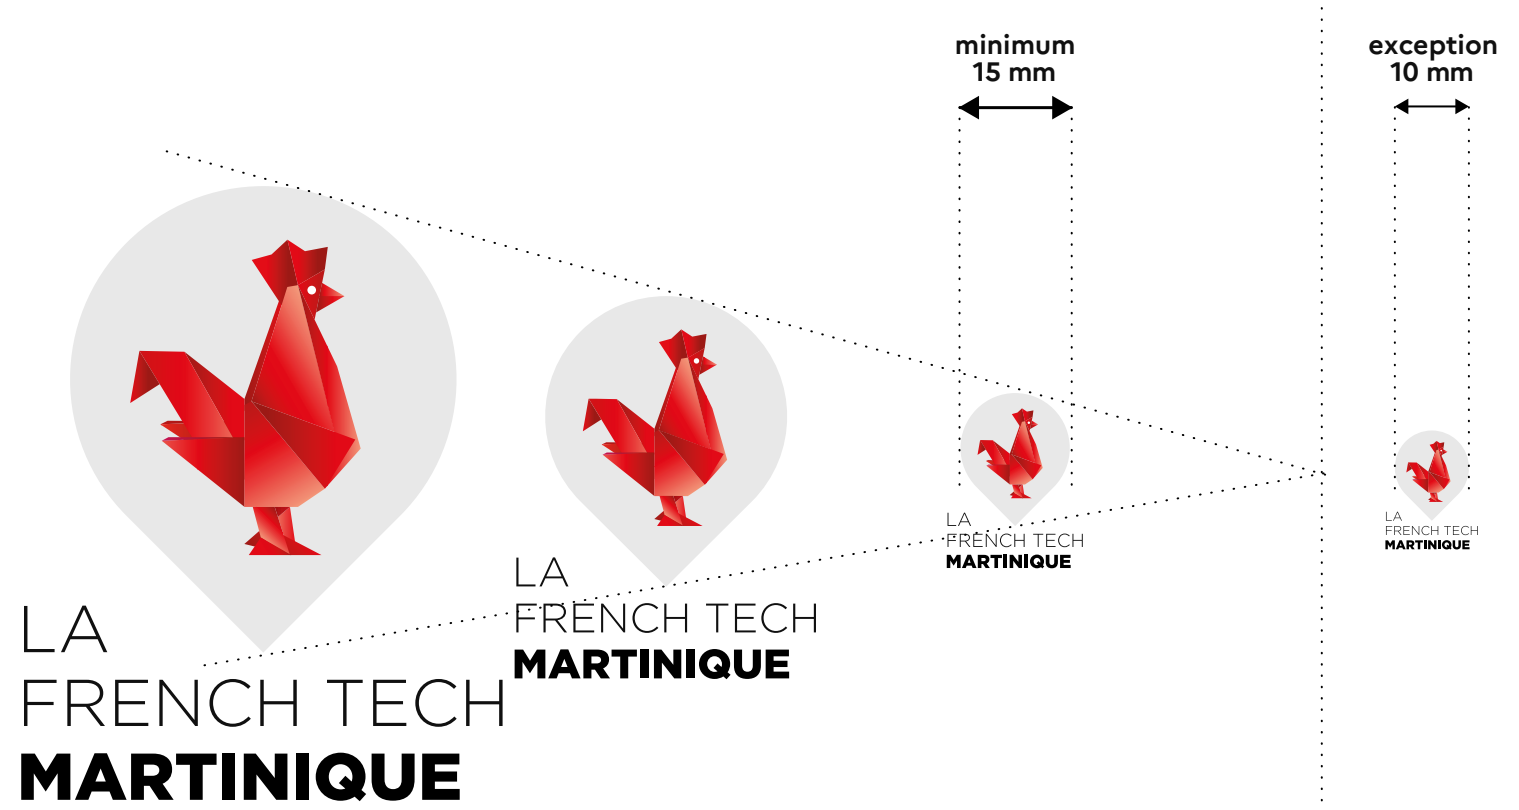 minimum
15 mm
exception
10 mm
LA
FRENCH TECH
MARTINIQUE
LA
FRENCH TECH
MARTINIQUE
LA
FRENCH TECH
MARTINIQUE
LA
FRENCH TECH
MARTINIQUE